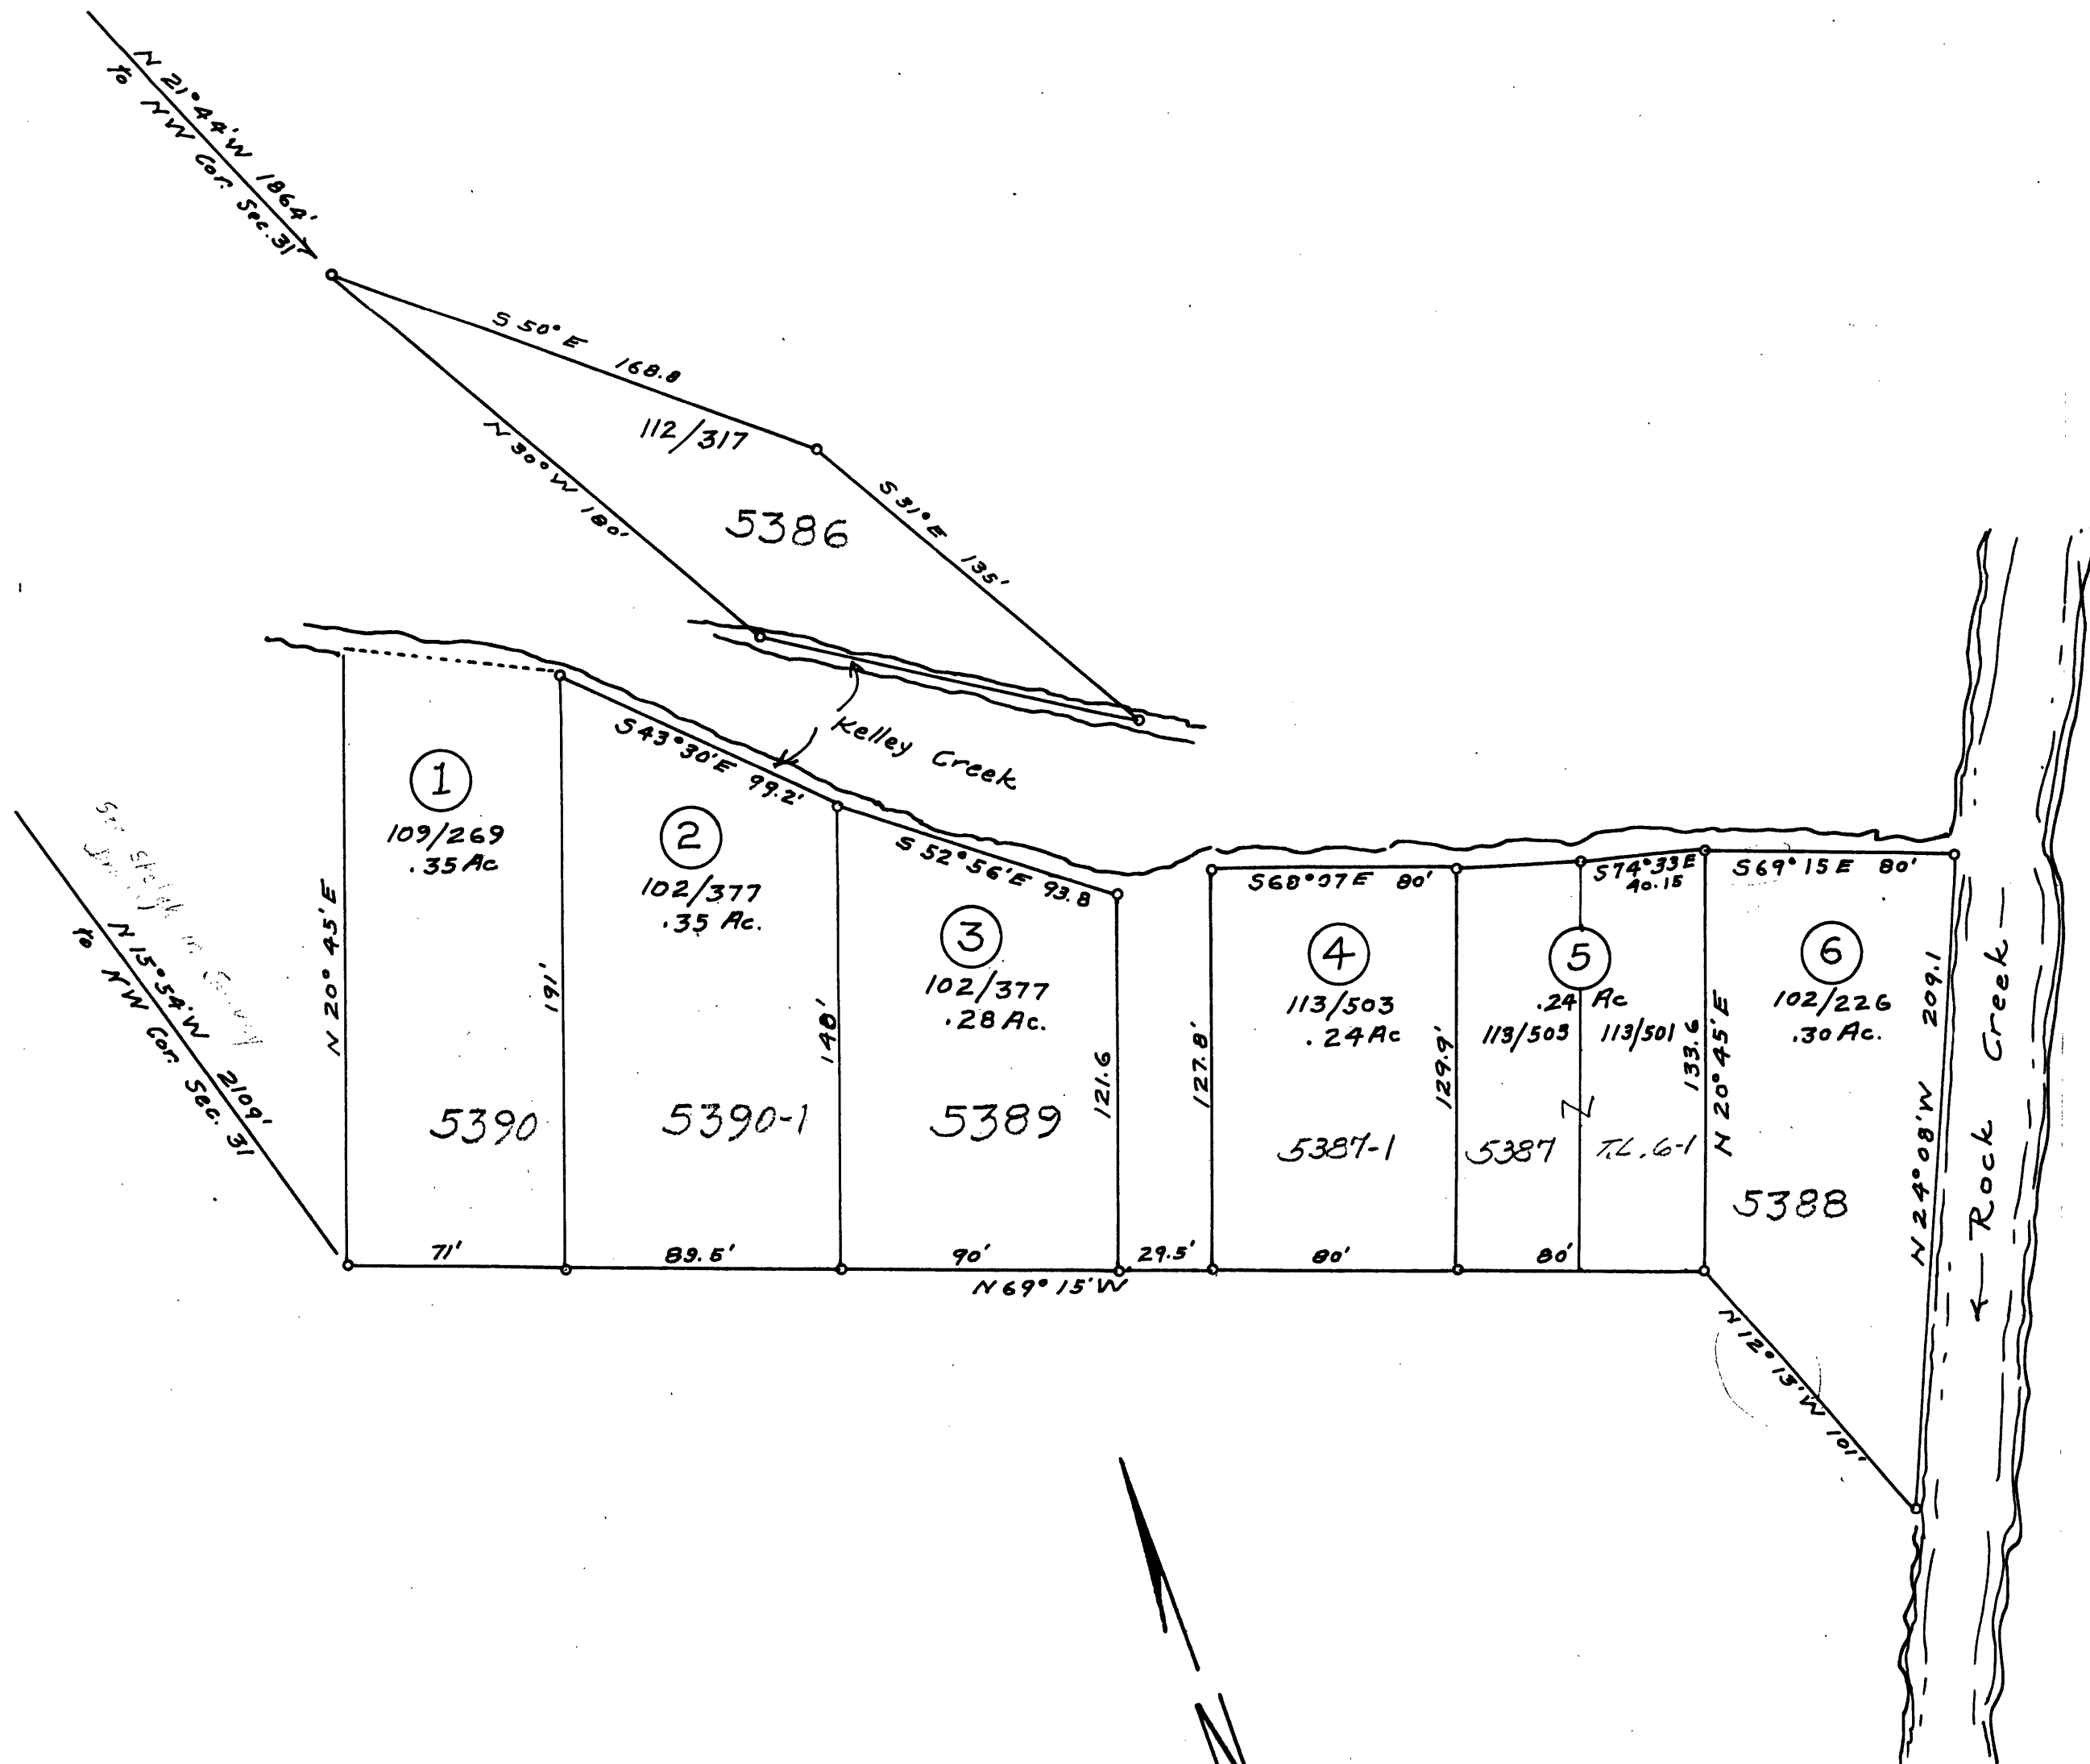 N 21°44'W 1864'
to NW Cor. Sec. 31
S 50° E 168.8
112/317
N 30° W 180'
5386
S 31° E 135'
Kelley Creek
S 43°30'E 99.2'
S 52°56'E 93.8
S 68°07 E 80'
S 74°33 E
40.15
S 69°15 E 80'
1
109/269
.35 Ac
2
102/377
.35 Ac.
3
102/377
.28 Ac.
4
113/503
.24 Ac
5
.24 Ac
113/503
113/501
6
102/226
.30 Ac.
N 15°54'W 2109'
to NW Cor. Sec. 31
N 20° 45' E
191'
148'
121.6
127.8'
129.9'
133.6
N 20° 45' E
N 24° 08' W 209.1
Rock Creek
5390
5390-1
5389
5387-1
5387
T.L. 6-1
5388
71'
89.5'
90'
29.5'
80'
80'
N 69° 15' W
N 12° 13' W 101'